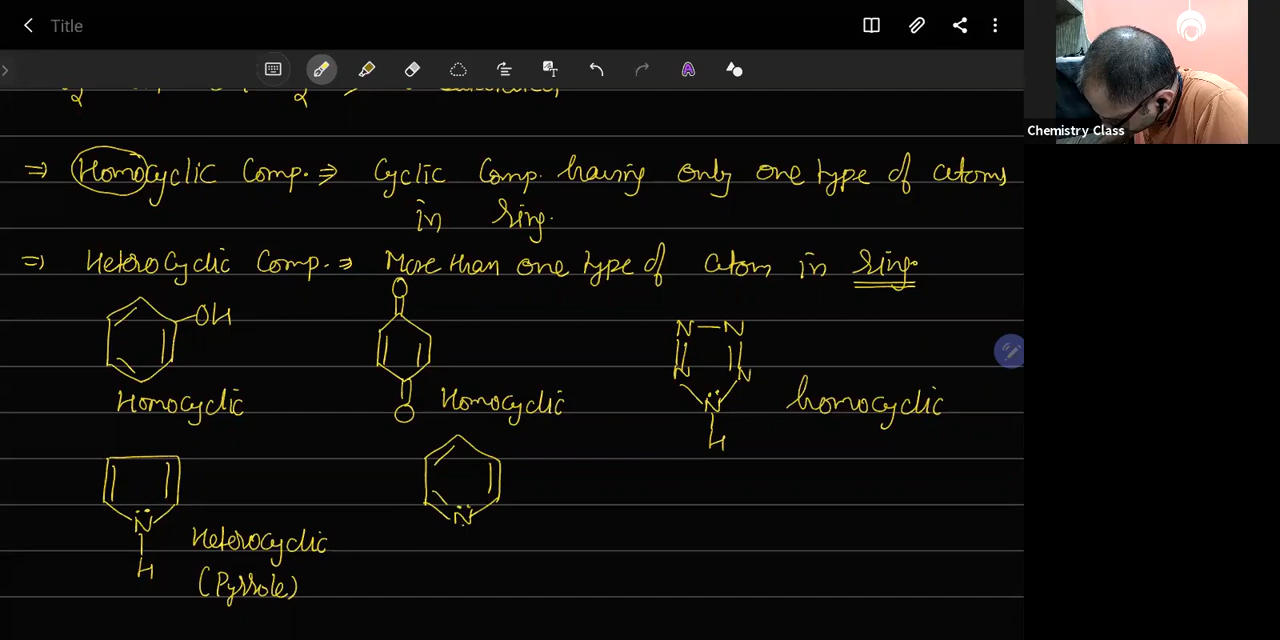 Title
Chemistry Class
⇒ Homocyclic Comp. ⇒ Cyclic Comp. having only one type of atoms
in ring.
⇒ Heterocyclic Comp. ⇒ More than one type of atom in ring.
OH
O
O
N — N
N N
N
H
Homocyclic
Homocyclic
homocyclic
N
H
Heterocyclic
(Pyrrole)
N